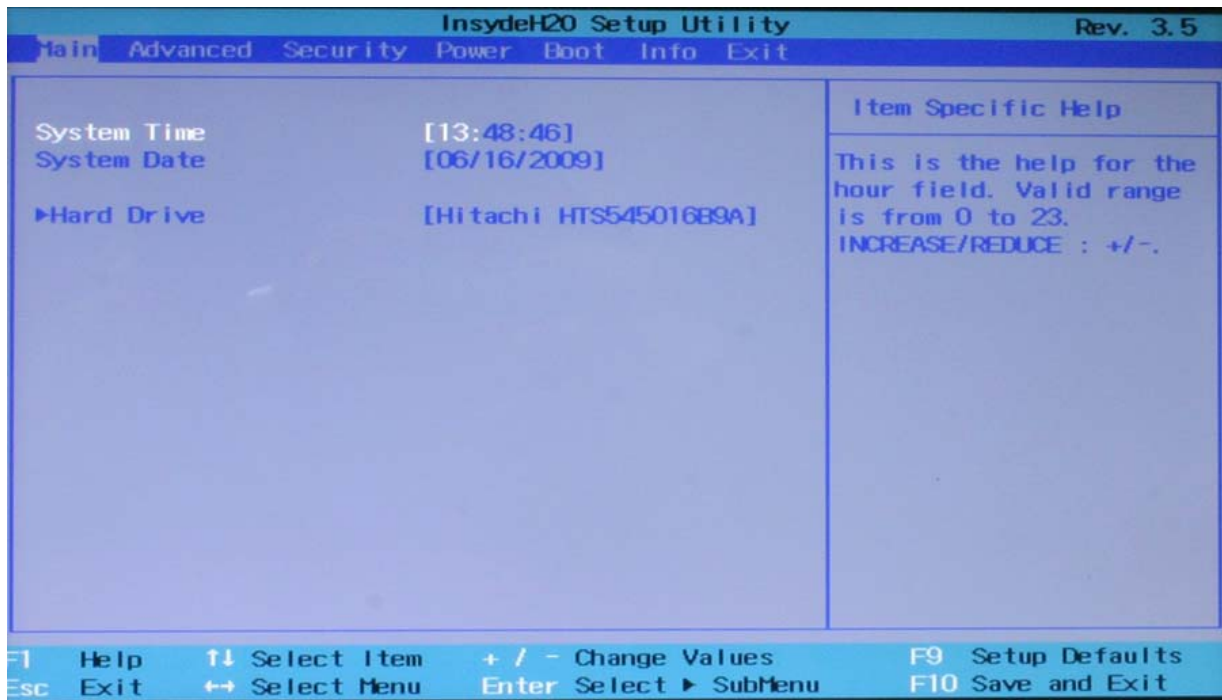 InsydeH20 Setup Utility Rev. 3.5
Main Advanced Security Power Boot Info Exit
Item Specific Help
System Time [13:48:46]
System Date [06/16/2009]
This is the help for the
hour field. Valid range
is from 0 to 23.
INCREASE/REDUCE : +/-.
▶Hard Drive [Hitachi HTS545016B9A]
F1 Help ↑↓ Select Item + / - Change Values F9 Setup Defaults
Esc Exit ←→ Select Menu Enter Select ▶ SubMenu F10 Save and Exit